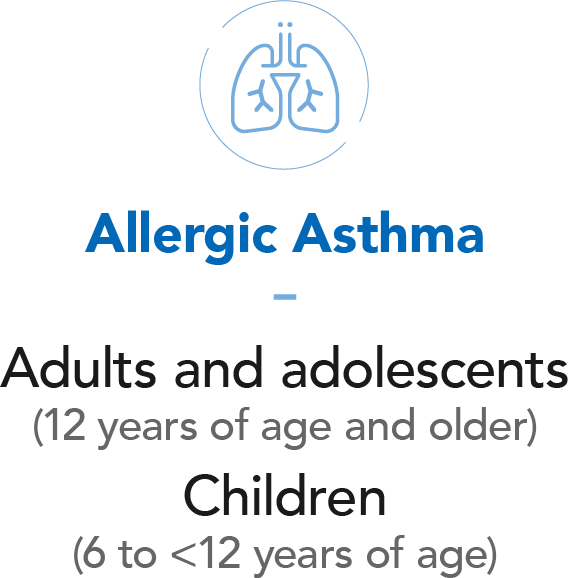 Allergic Asthma
–
Adults and adolescents
(12 years of age and older)
Children
(6 to <12 years of age)